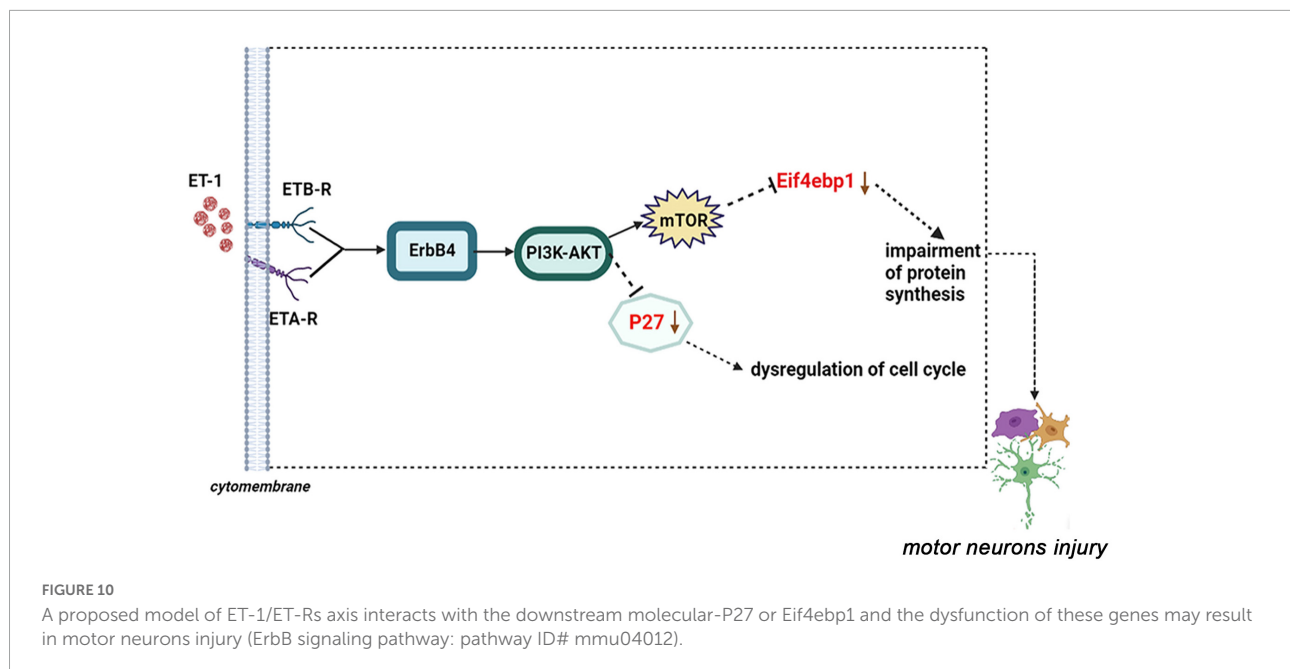 ET-1
ETB-R
ETA-R
ErbB4
PI3K-AKT
mTOR
Eif4ebp1
P27
impairment
of protein
synthesis
dysregulation of cell cycle
cytomembrane
motor neurons injury
FIGURE 10
A proposed model of ET-1/ET-Rs axis interacts with the downstream molecular-P27 or Eif4ebp1 and the dysfunction of these genes may result
in motor neurons injury (ErbB signaling pathway: pathway ID# mmu04012).